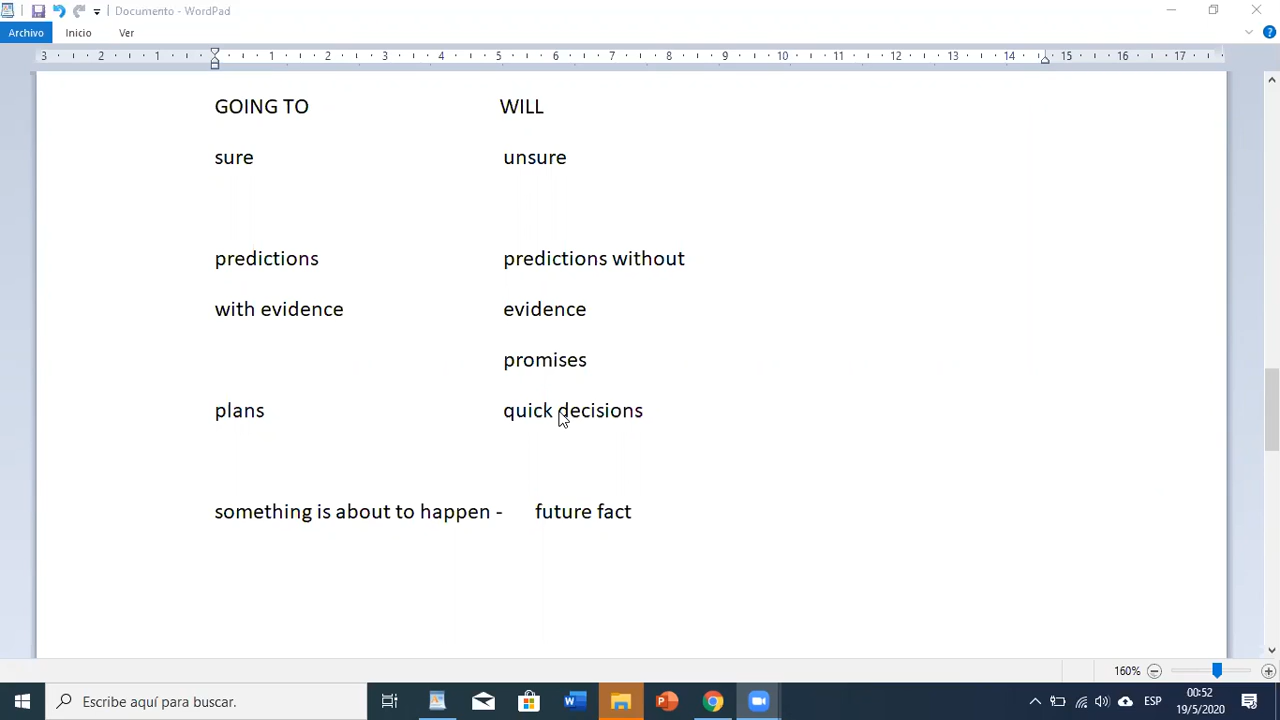 Documento - WordPad
Archivo Inicio Ver
3 2 1 1 2 3 4 5 6 7 8 9 10 11 12 13 14 15 16 17
GOING TO WILL
sure unsure
predictions predictions without
with evidence evidence
promises
plans quick decisions
something is about to happen - future fact
160%
Escribe aquí para buscar.
ESP
00:52
19/5/2020